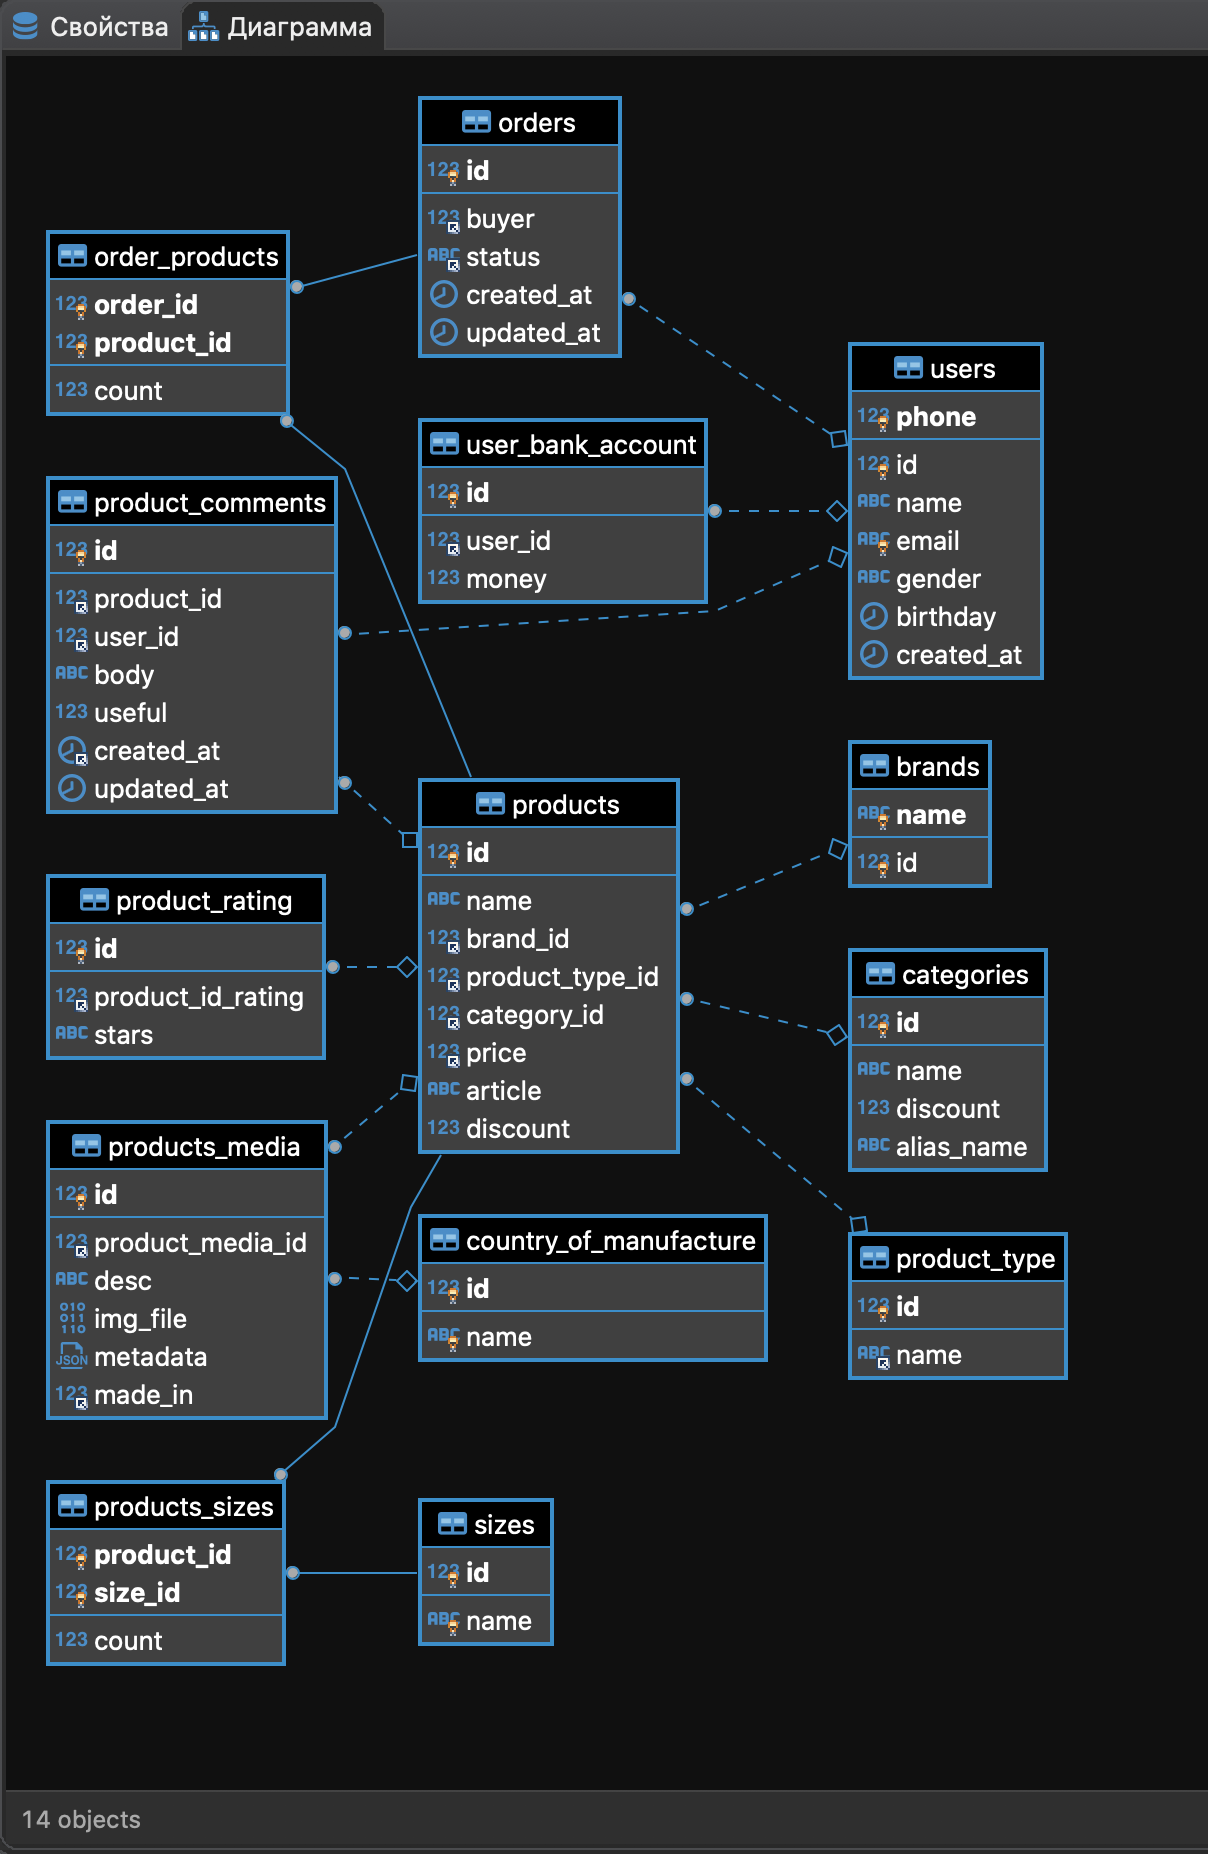 Свойства
Диаграмма
orders
123 id
123 buyer
ABC status
created_at
updated_at
order_products
123 order_id
123 product_id
123 count
users
123 phone
123 id
ABC name
ABC email
ABC gender
birthday
created_at
user_bank_account
123 id
123 user_id
123 money
product_comments
123 id
123 product_id
123 user_id
ABC body
123 useful
created_at
updated_at
brands
ABC name
123 id
products
123 id
ABC name
123 brand_id
123 product_type_id
123 category_id
123 price
ABC article
123 discount
product_rating
123 id
123 product_id_rating
ABC stars
categories
123 id
ABC name
123 discount
ABC alias_name
products_media
123 id
123 product_media_id
ABC desc
010
011
110 img_file
JSON metadata
123 made_in
country_of_manufacture
123 id
ABC name
product_type
123 id
ABC name
products_sizes
123 product_id
123 size_id
123 count
sizes
123 id
ABC name
14 objects